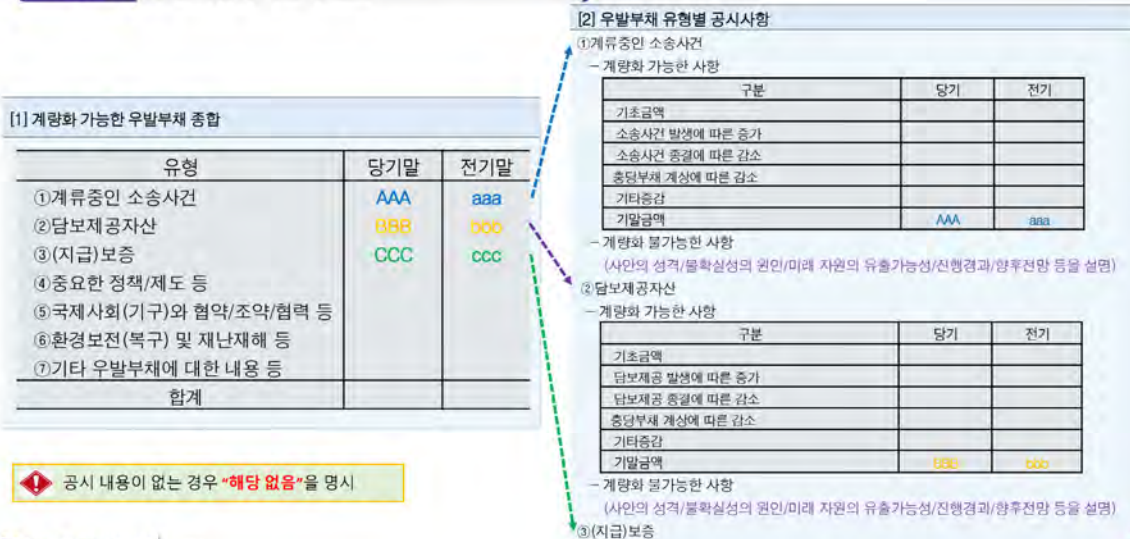 [1] 계량화 가능한 우발부채 종합
유형 당기말 전기말
①계류중인 소송사건 AAA aaa
②담보제공자산 BBB bbb
③(지급)보증 CCC ccc
④중요한 정책/제도 등
⑤국제사회(기구)와 협약/조약/협력 등
⑥환경보전(복구) 및 재난재해 등
⑦기타 우발부채에 대한 내용 등
합계
공시 내용이 없는 경우 “해당 없음”을 명시
[2] 우발부채 유형별 공시사항
①계류중인 소송사건
– 계량화 가능한 사항
구분 당기 전기
기초금액
소송사건 발생에 따른 증가
소송사건 종결에 따른 감소
충당부채 계상에 따른 감소
기타증감
기말금액 AAA aaa
– 계량화 불가능한 사항
(사안의 성격/불확실성의 원인/미래 자원의 유출가능성/진행경과/향후전망 등을 설명)
②담보제공자산
– 계량화 가능한 사항
구분 당기 전기
기초금액
담보제공 발생에 따른 증가
담보제공 종결에 따른 감소
충당부채 계상에 따른 감소
기타증감
기말금액 BBB bbb
– 계량화 불가능한 사항
(사안의 성격/불확실성의 원인/미래 자원의 유출가능성/진행경과/향후전망 등을 설명)
③(지급)보증